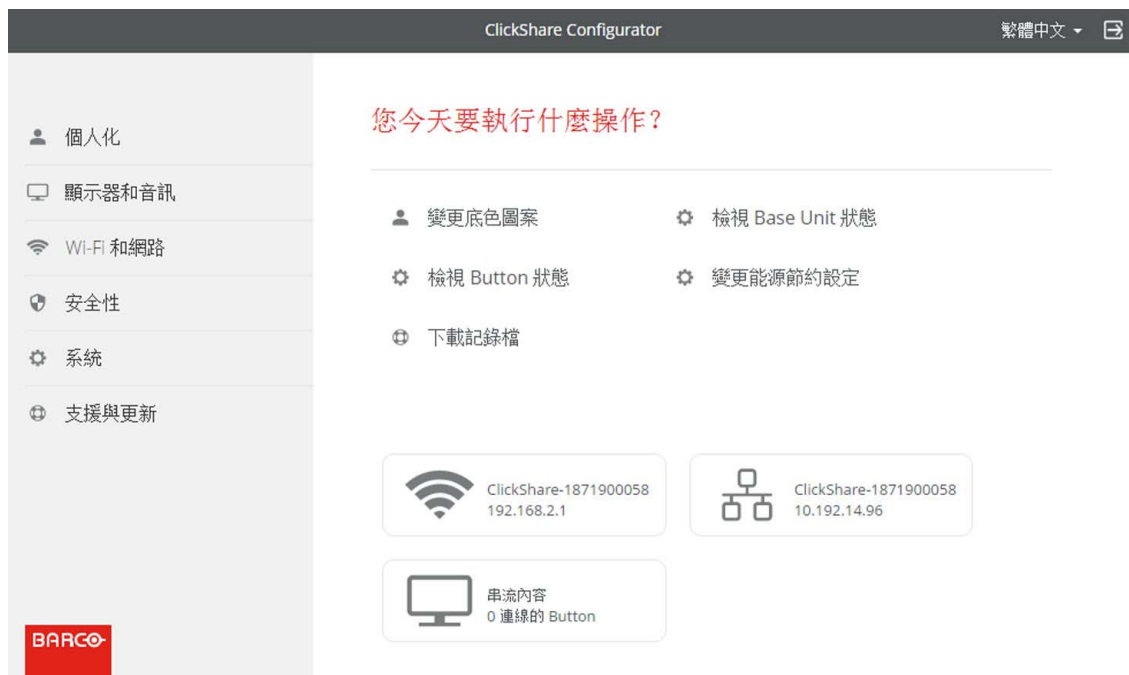 ClickShare Configurator
繁體中文
個人化
顯示器和音訊
Wi-Fi 和網路
安全性
系統
支援與更新
您今天要執行什麼操作？
變更底色圖案
檢視 Base Unit 狀態
檢視 Button 狀態
變更能源節約設定
下載記錄檔
ClickShare-1871900058
192.168.2.1
ClickShare-1871900058
10.192.14.96
串流內容
0 連線的 Button
BARCO